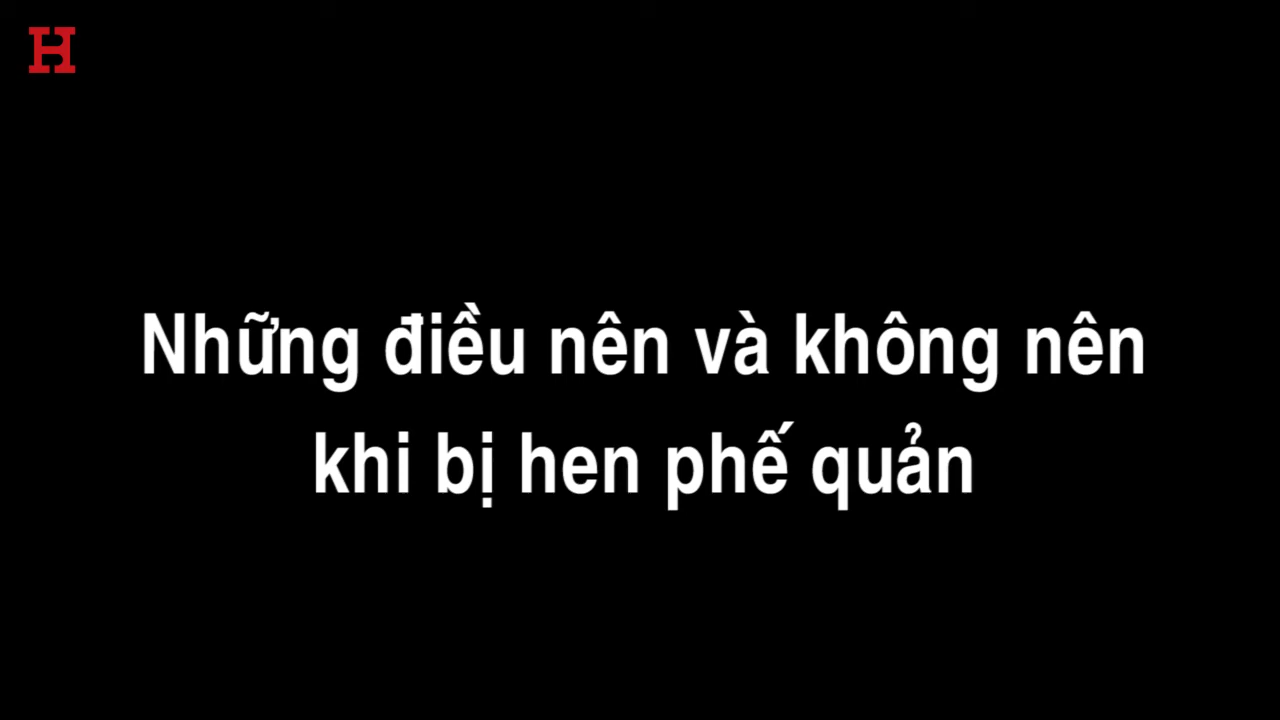 H
Những điều nên và không nên
khi bị hen phế quản